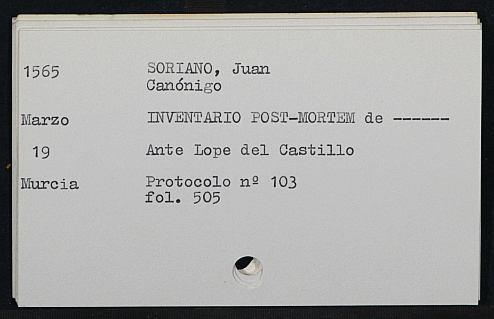 1565 SORIANO, Juan
Canónigo
Marzo INVENTARIO POST-MORTEM de ------
19 Ante Lope del Castillo
Murcia Protocolo nº 103
fol. 505